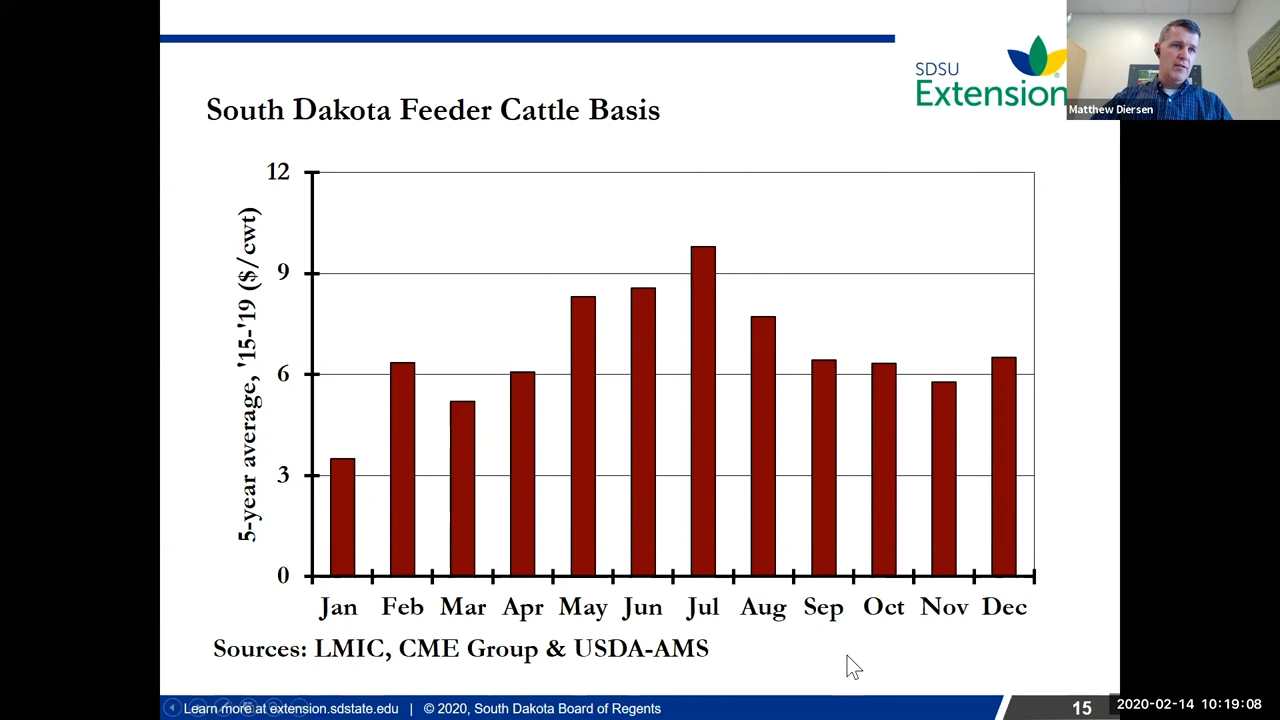 SDSU
Extension
Matthew Diersen
South Dakota Feeder Cattle Basis
5-year average, '15-'19 ($/cwt)
12
9
6
3
0
Jan Feb Mar Apr May Jun Jul Aug Sep Oct Nov Dec
Sources: LMIC, CME Group & USDA-AMS
Learn more at extension.sdstate.edu | © 2020, South Dakota Board of Regents
15
2020-02-14 10:19:08